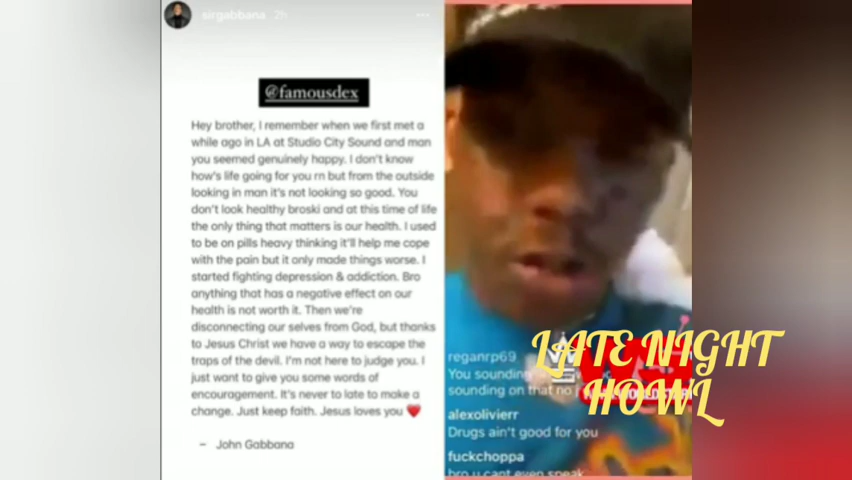 sirgabbana 2h
@famousdex
Hey brother, I remember when we first met a
while ago in LA at Studio City Sound and man
you seemed genuinely happy. I don't know
how's life going for you rn but from the outside
looking in man it's not looking so good. You
don't look healthy broski and at this time of life
the only thing that matters is our health. I used
to be on pills heavy thinking it'll help me cope
with the pain but it only made things worse. I
started fighting depression & addiction. Bro
anything that has a negative effect on our
health is not worth it. Then we're
disconnecting our selves from God, but thanks
to Jesus Christ we have a way to escape the
traps of the devil. I'm not here to judge you. I
just want to give you some words of
encouragement. It's never to late to make a
change. Just keep faith. Jesus loves you ❤️
– John Gabbana
reganrp69
You sounding
sounding on that no
alexolivierr
Drugs ain't good for you
fuckchoppa
bro u cant even speak
LATE NIGHT
HOWL